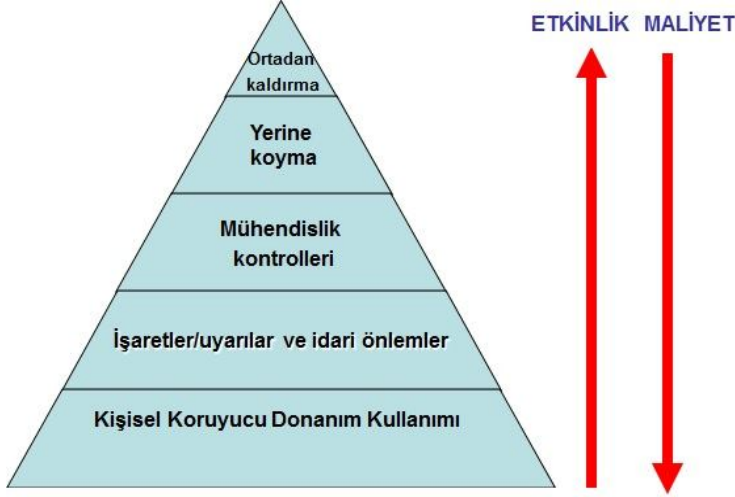 ETKİNLİK MALİYET
Ortadan
kaldırma
Yerine
koyma
Mühendislik
kontrolleri
İşaretler/uyarılar ve idari önlemler
Kişisel Koruyucu Donanım Kullanımı